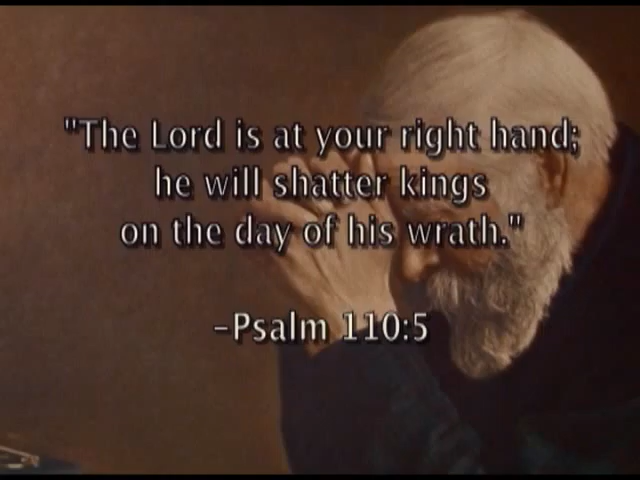 "The Lord is at your right hand;
he will shatter kings
on the day of his wrath."
-Psalm 110:5